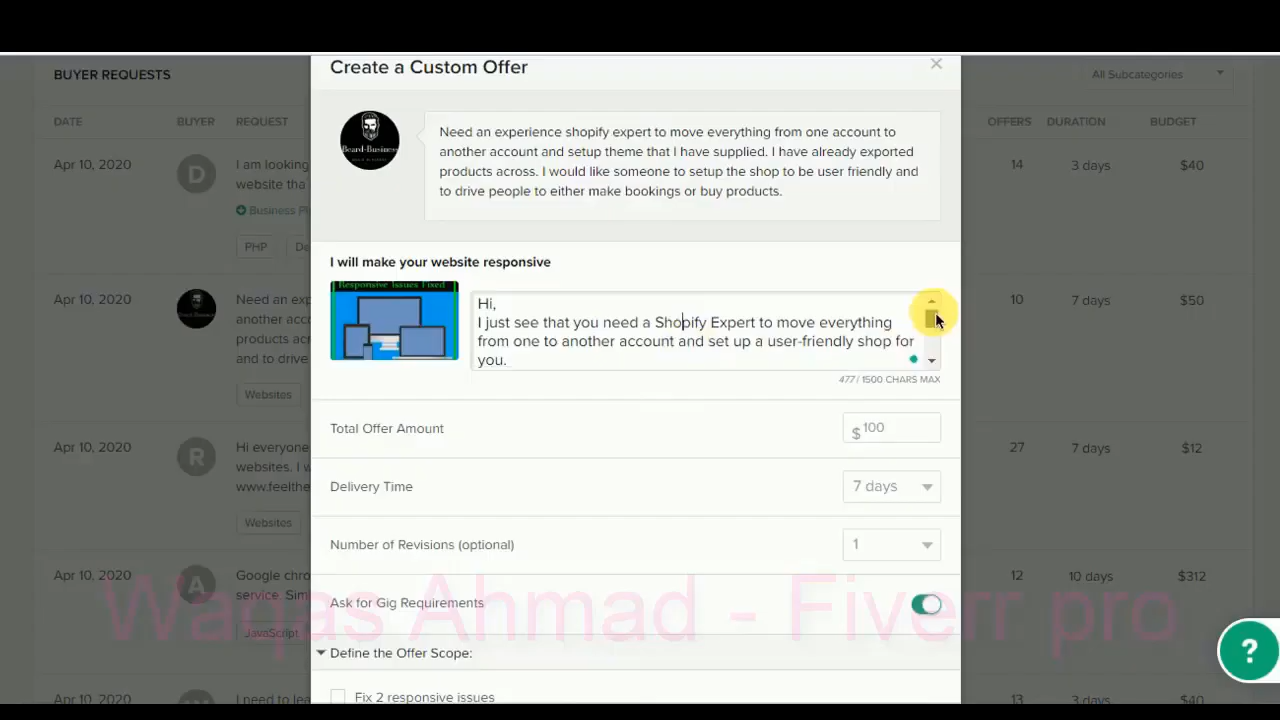 Create a Custom Offer
BUYER REQUESTS
All Subcategories
DATE BUYER REQUEST OFFERS DURATION BUDGET
Need an experience shopify expert to move everything from one account to
another account and setup theme that I have supplied. I have already exported
products across. I would like someone to setup the shop to be user friendly and
to drive people to either make bookings or buy products.
Beard-Business
Apr 10, 2020 D I am looking 14 3 days $40
website tha
Business Pl
PHP De
I will make your website responsive
Responsive Issues Fixed
Hi,
I just see that you need a Shopify Expert to move everything
from one to another account and set up a user-friendly shop for
you.
477 / 1500 CHARS MAX
Apr 10, 2020 Need an exp 10 7 days $50
another acco
products acr
and to drive
Websites
Total Offer Amount $ 100
Apr 10, 2020 R Hi everyone 27 7 days $12
websites. I w
www.feelthe
Websites
Delivery Time 7 days
Number of Revisions (optional) 1
Apr 10, 2020 A Google chro 12 10 days $312
service. Sim
JavaScript
Ask for Gig Requirements
Waqas Ahmad - Fiverr pro
Define the Offer Scope:
Fix 2 responsive issues
Apr 10, 2020 I need to lea 13 3 days $40
?